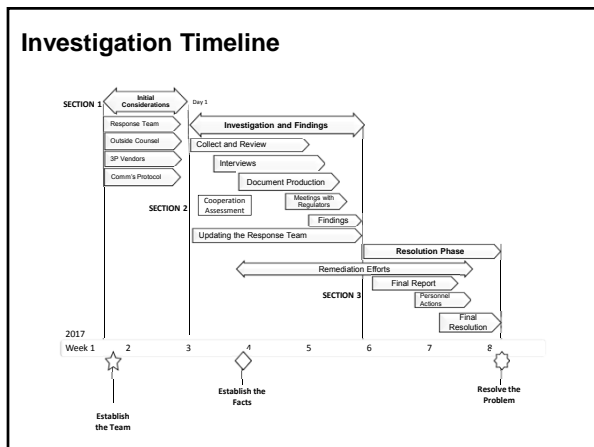 Investigation Timeline
SECTION 1
Initial
Considerations
Day 1
Response Team
Outside Counsel
3P Vendors
Comm's Protocol
Investigation and Findings
Collect and Review
Interviews
Document Production
SECTION 2
Cooperation
Assessment
Meetings with
Regulators
Findings
Updating the Response Team
Resolution Phase
Remediation Efforts
Final Report
SECTION 3
Personnel
Actions
Final
Resolution
2017
Week 1 2 3 4 5 6 7 8
Establish
the Team
Establish the
Facts
Resolve the
Problem